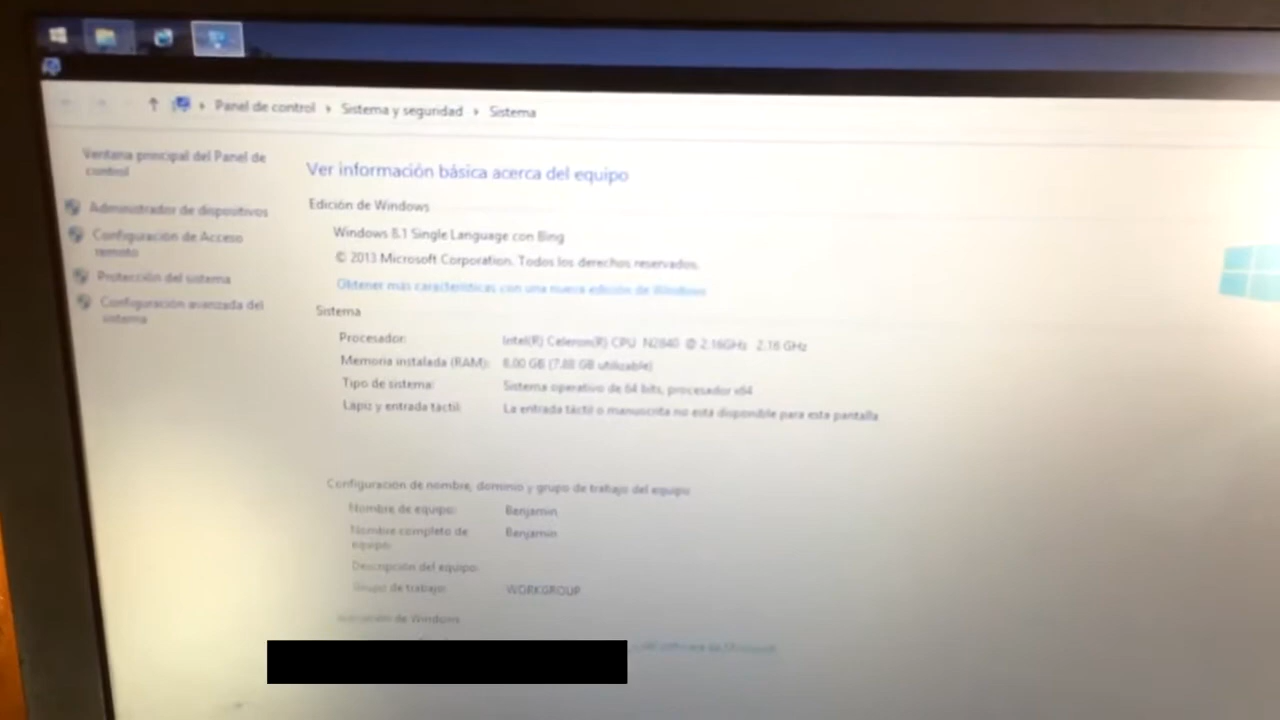 Panel de control › Sistema y seguridad › Sistema
Ventana principal del Panel de
control
Administrador de dispositivos
Configuración de Acceso
remoto
Protección del sistema
Configuración avanzada del
sistema
Ver información básica acerca del equipo
Edición de Windows
Windows 8.1 Single Language con Bing
© 2013 Microsoft Corporation. Todos los derechos reservados.
Obtener más características con una nueva edición de Windows
Sistema
Procesador: Intel(R) Celeron(R) CPU N2840 @ 2.16GHz 2.16 GHz
Memoria instalada (RAM): 8.00 GB (7.88 GB utilizable)
Tipo de sistema: Sistema operativo de 64 bits, procesador x64
Lápiz y entrada táctil: La entrada táctil o manuscrita no está disponible para esta pantalla
Configuración de nombre, dominio y grupo de trabajo del equipo
Nombre de equipo: Benjamin
Nombre completo de Benjamin
equipo:
Descripción del equipo:
Grupo de trabajo: WORKGROUP
de Windows
software de Microsoft